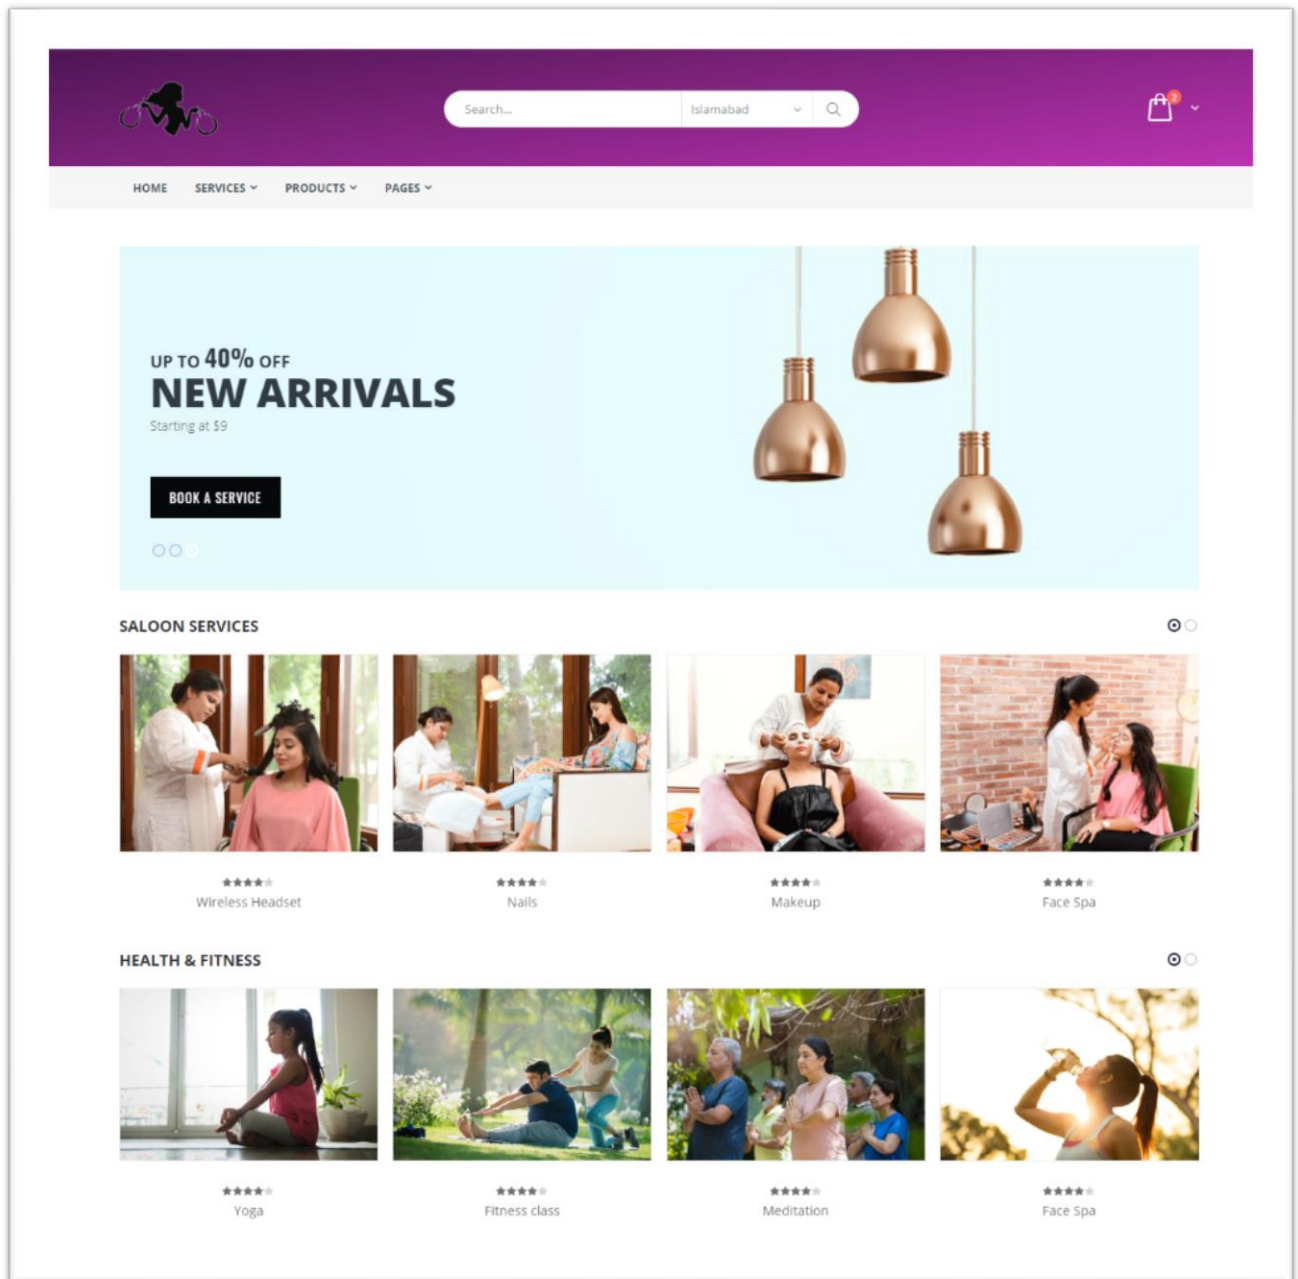 Search...
Islamabad
2
HOME SERVICES PRODUCTS PAGES
UP TO 40% OFF
NEW ARRIVALS
Starting at $9
BOOK A SERVICE
SALOON SERVICES
Wireless Headset
Nails
Makeup
Face Spa
HEALTH & FITNESS
Yoga
Fitness class
Meditation
Face Spa